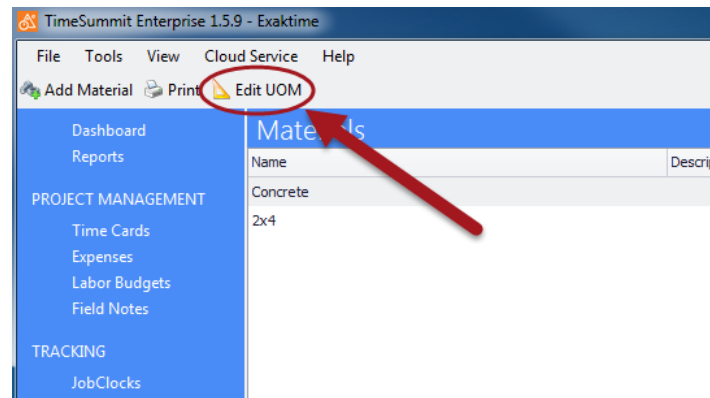 TimeSummit Enterprise 1.5.9 - Exaktime
File Tools View Cloud Service Help
Add Material Print Edit UOM
Dashboard
Reports
PROJECT MANAGEMENT
Time Cards
Expenses
Labor Budgets
Field Notes
TRACKING
JobClocks
Materials
Name
Concrete
2x4